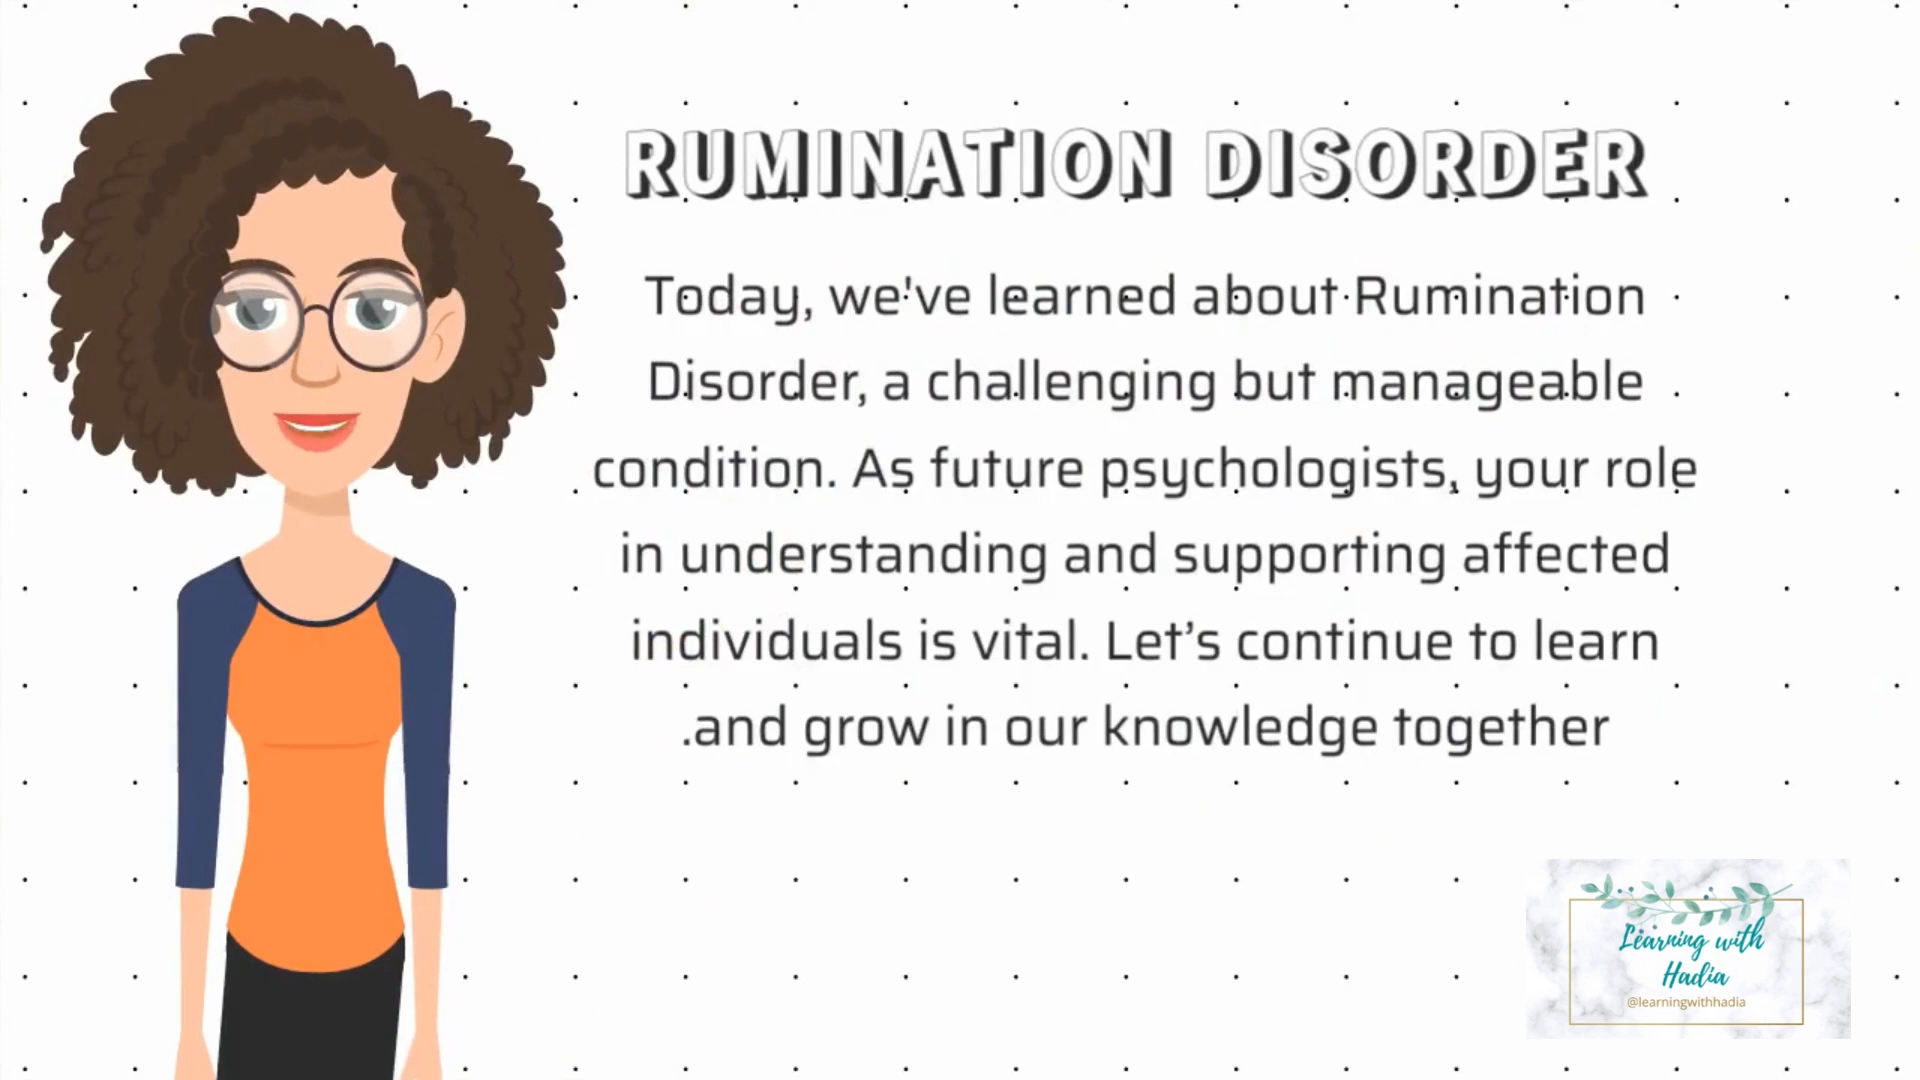 RUMINATION DISORDER
Today, we've learned about Rumination
Disorder, a challenging but manageable
condition. As future psychologists, your role
in understanding and supporting affected
individuals is vital. Let’s continue to learn
.and grow in our knowledge together
Learning with
Hadia
@learningwithhadia